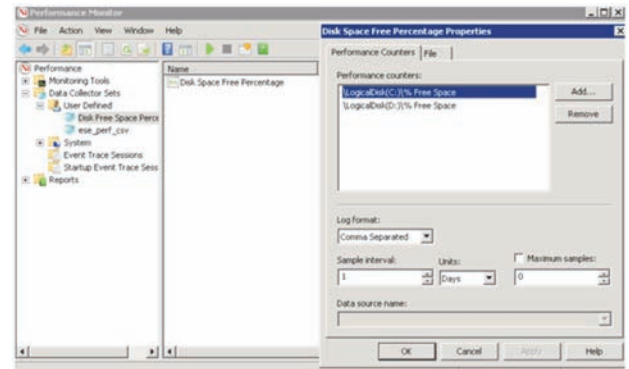 Performance Monitor
File Action View Window Help
Performance
Monitoring Tools
Data Collector Sets
User Defined
Disk Free Space Perce
ese_perf_csv
System
Event Trace Sessions
Startup Event Trace Sess
Reports
Name
Disk Space Free Percentage
Disk Space Free Percentage Properties
Performance Counters File
Performance counters:
\LogicalDisk(C:)\% Free Space
\LogicalDisk(D:)\% Free Space
Add...
Remove
Log format:
Comma Separated
Sample interval: Units: Maximum samples:
1 Days 0
Data source name:
OK Cancel Apply Help